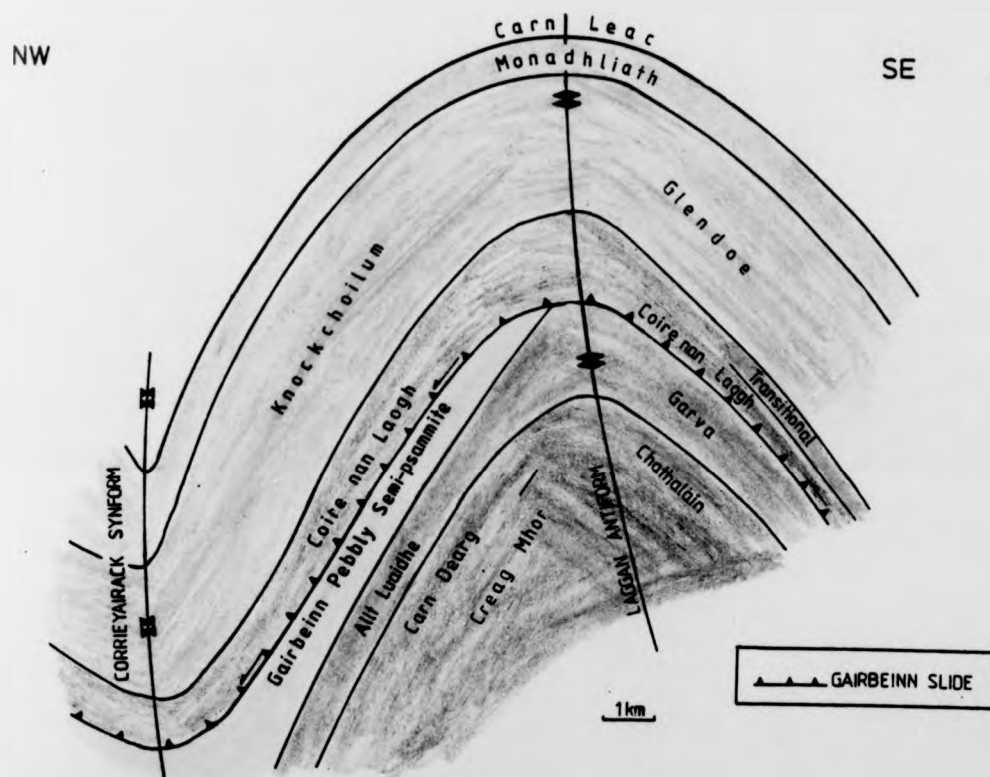 Carn Leac
NW
Monadhliath
SE
Glendoe
Knockchoilum
Coire nan Laogh
Transitional
Coire nan Laogh
Garva
Gairbeinn Pebbly Semi-psammite
Chathalain
CORRIEYAIRACK SYNFORM
Allt Luaidhe
Carn Dearg
Creag Mhor
LAGGAN ANTIFORM
GAIRBEINN SLIDE
1km